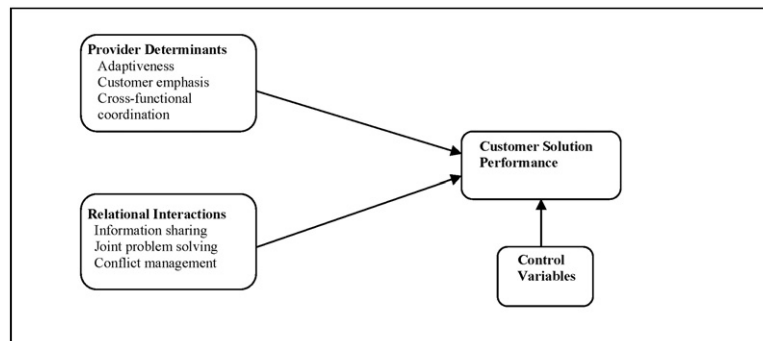 Provider Determinants
Adaptiveness
Customer emphasis
Cross-functional
coordination
Customer Solution
Performance
Relational Interactions
Information sharing
Joint problem solving
Conflict management
Control
Variables